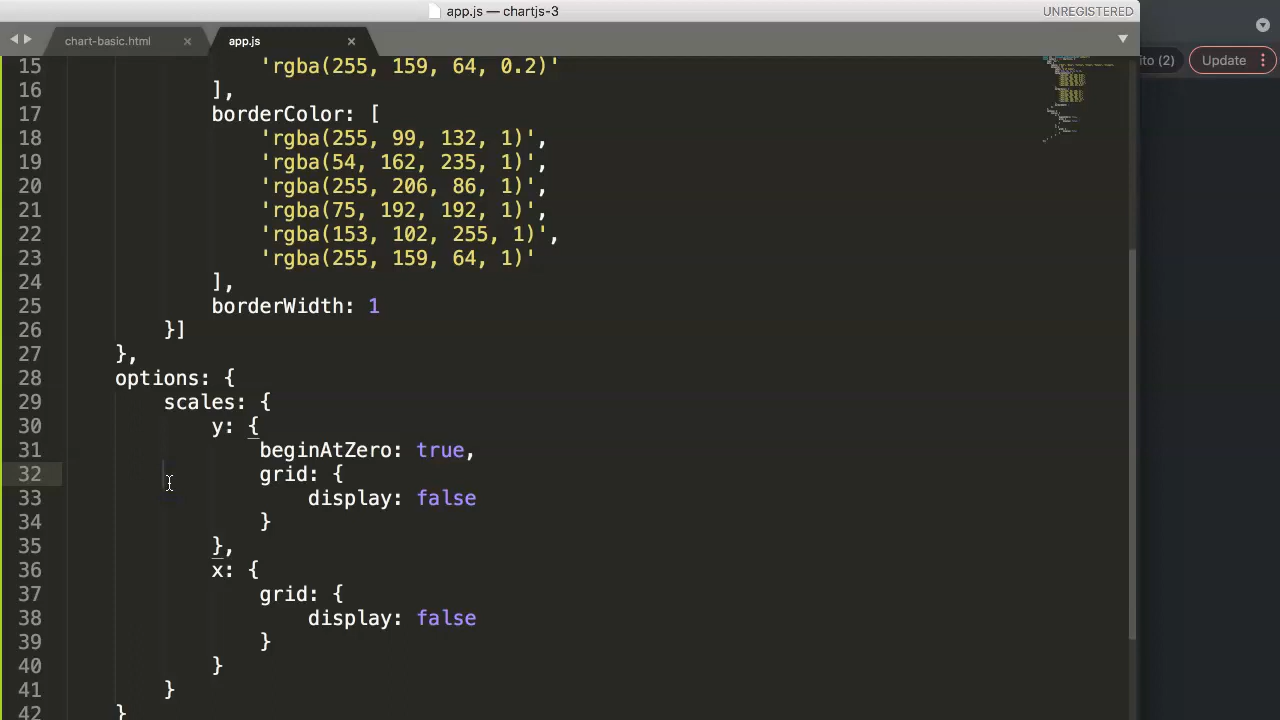 app.js — chartjs-3
UNREGISTERED
chart-basic.html × app.js ×
ito (2) Update
15 'rgba(255, 159, 64, 0.2)'
16 ],
17 borderColor: [
18 'rgba(255, 99, 132, 1)',
19 'rgba(54, 162, 235, 1)',
20 'rgba(255, 206, 86, 1)',
21 'rgba(75, 192, 192, 1)',
22 'rgba(153, 102, 255, 1)',
23 'rgba(255, 159, 64, 1)'
24 ],
25 borderWidth: 1
26 }]
27 },
28 options: {
29 scales: {
30 y: {
31 beginAtZero: true,
32 grid: {
33 display: false
34 }
35 },
36 x: {
37 grid: {
38 display: false
39 }
40 }
41 }
42 }